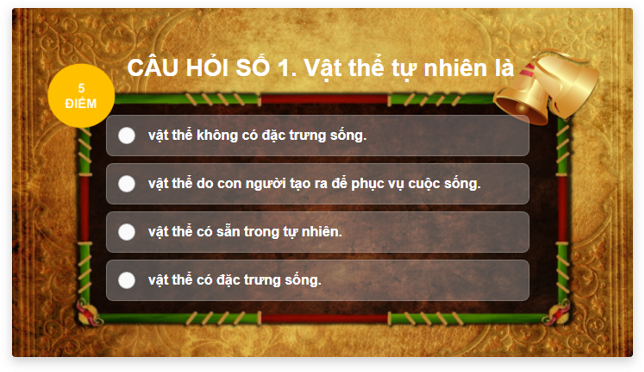 CÂU HỎI SỐ 1. Vật thể tự nhiên là
5
ĐIỂM
vật thể không có đặc trưng sống.
vật thể do con người tạo ra để phục vụ cuộc sống.
vật thể có sẵn trong tự nhiên.
vật thể có đặc trưng sống.